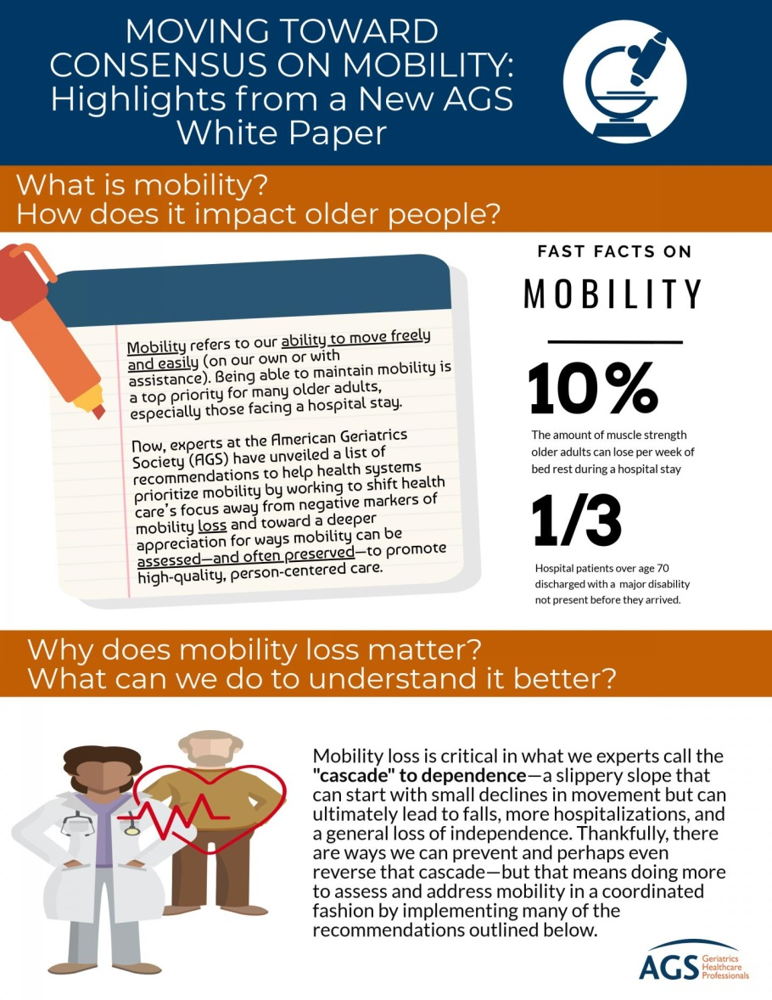 MOVING TOWARD
CONSENSUS ON MOBILITY:
Highlights from a New AGS
White Paper
What is mobility?
How does it impact older people?
Mobility refers to our ability to move freely
and easily (on our own or with
assistance). Being able to maintain mobility is
a top priority for many older adults,
especially those facing a hospital stay.
Now, experts at the American Geriatrics
Society (AGS) have unveiled a list of
recommendations to help health systems
prioritize mobility by working to shift health
care's focus away from negative markers of
mobility loss and toward a deeper
appreciation for ways mobility can be
assessed—and often preserved—to promote
high-quality, person-centered care.
FAST FACTS ON
MOBILITY
10%
The amount of muscle strength
older adults can lose per week of
bed rest during a hospital stay
1/3
Hospital patients over age 70
discharged with a major disability
not present before they arrived.
Why does mobility loss matter?
What can we do to understand it better?
Mobility loss is critical in what we experts call the
"cascade" to dependence—a slippery slope that
can start with small declines in movement but can
ultimately lead to falls, more hospitalizations, and
a general loss of independence. Thankfully, there
are ways we can prevent and perhaps even
reverse that cascade—but that means doing more
to assess and address mobility in a coordinated
fashion by implementing many of the
recommendations outlined below.
AGS
Geriatrics
Healthcare
Professionals